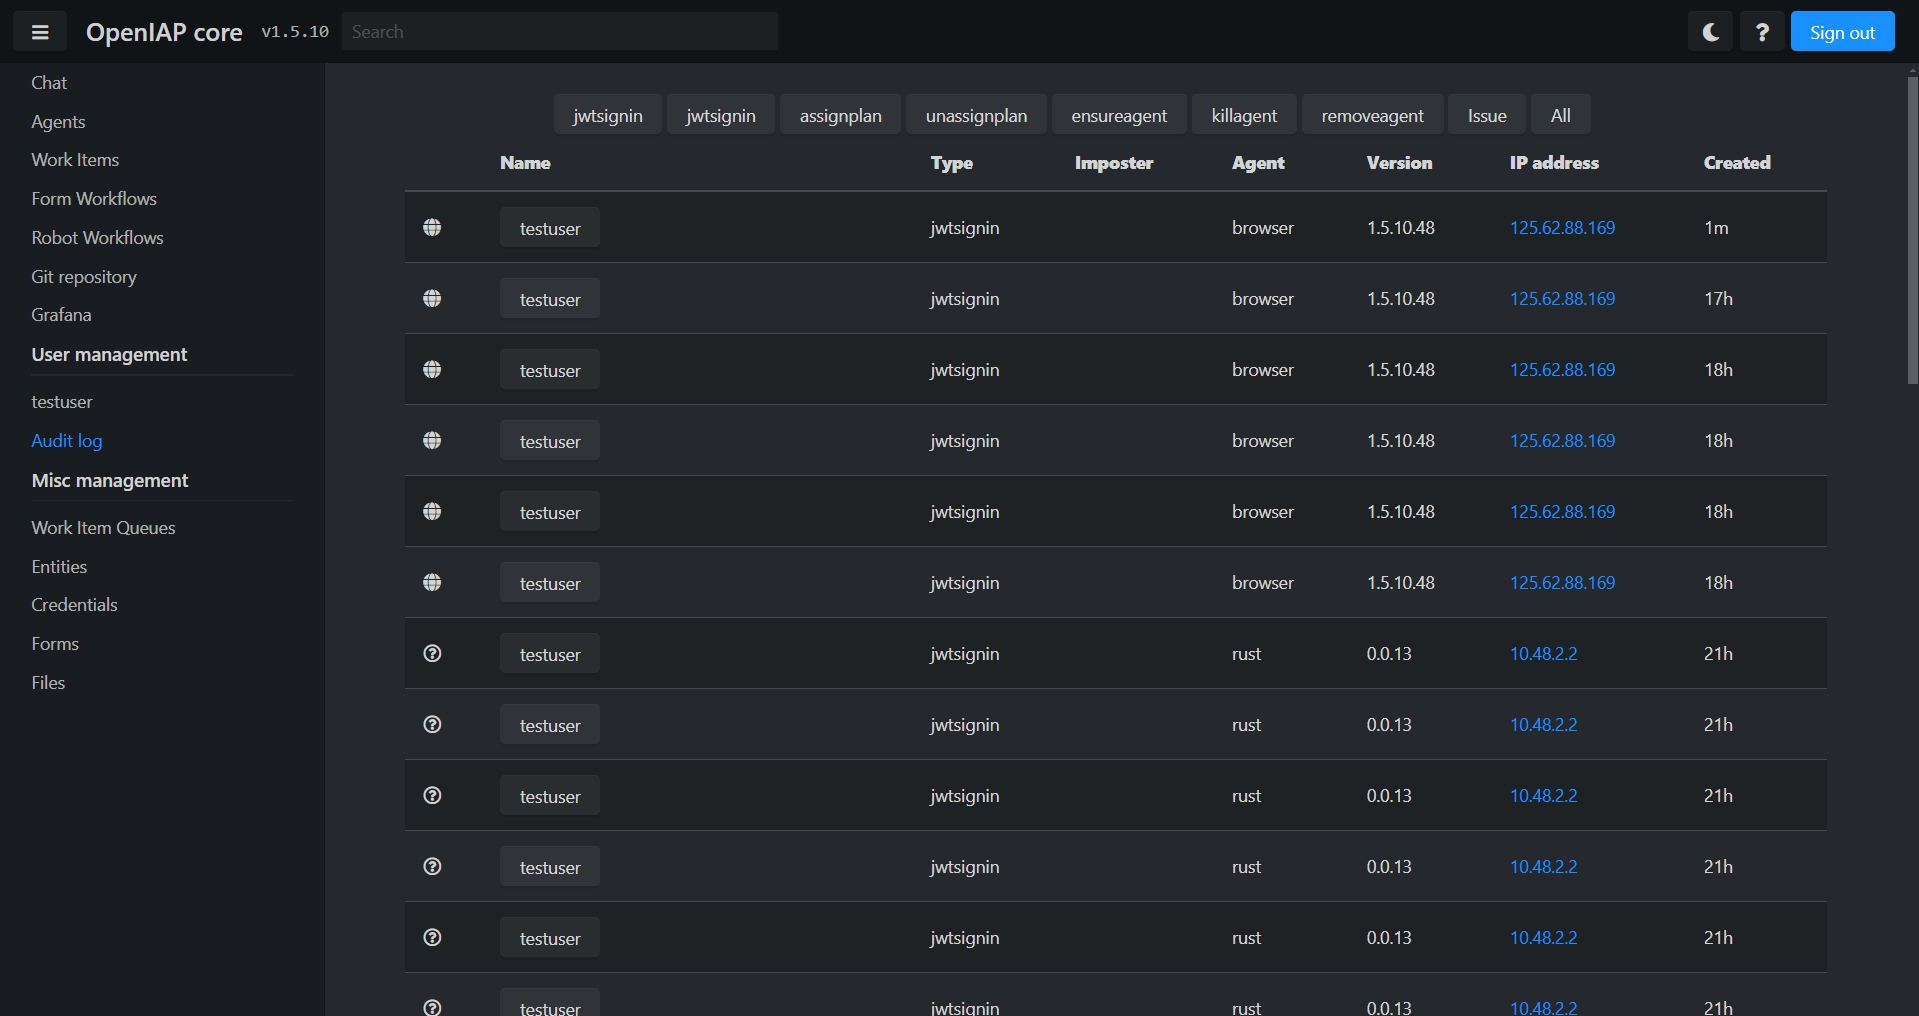 OpenIAP core v1.5.10 Search ? Sign out
Chat
Agents
Work Items
Form Workflows
Robot Workflows
Git repository
Grafana
User management
testuser
Audit log
Misc management
Work Item Queues
Entities
Credentials
Forms
Files
jwtsignin jwtsignin assignplan unassignplan ensureagent killagent removeagent Issue All
Name Type Imposter Agent Version IP address Created
testuser jwtsignin browser 1.5.10.48 125.62.88.169 1m
testuser jwtsignin browser 1.5.10.48 125.62.88.169 17h
testuser jwtsignin browser 1.5.10.48 125.62.88.169 18h
testuser jwtsignin browser 1.5.10.48 125.62.88.169 18h
testuser jwtsignin browser 1.5.10.48 125.62.88.169 18h
testuser jwtsignin browser 1.5.10.48 125.62.88.169 18h
? testuser jwtsignin rust 0.0.13 10.48.2.2 21h
? testuser jwtsignin rust 0.0.13 10.48.2.2 21h
? testuser jwtsignin rust 0.0.13 10.48.2.2 21h
? testuser jwtsignin rust 0.0.13 10.48.2.2 21h
? testuser jwtsignin rust 0.0.13 10.48.2.2 21h
? testuser jwtsignin rust 0.0.13 10.48.2.2 21h